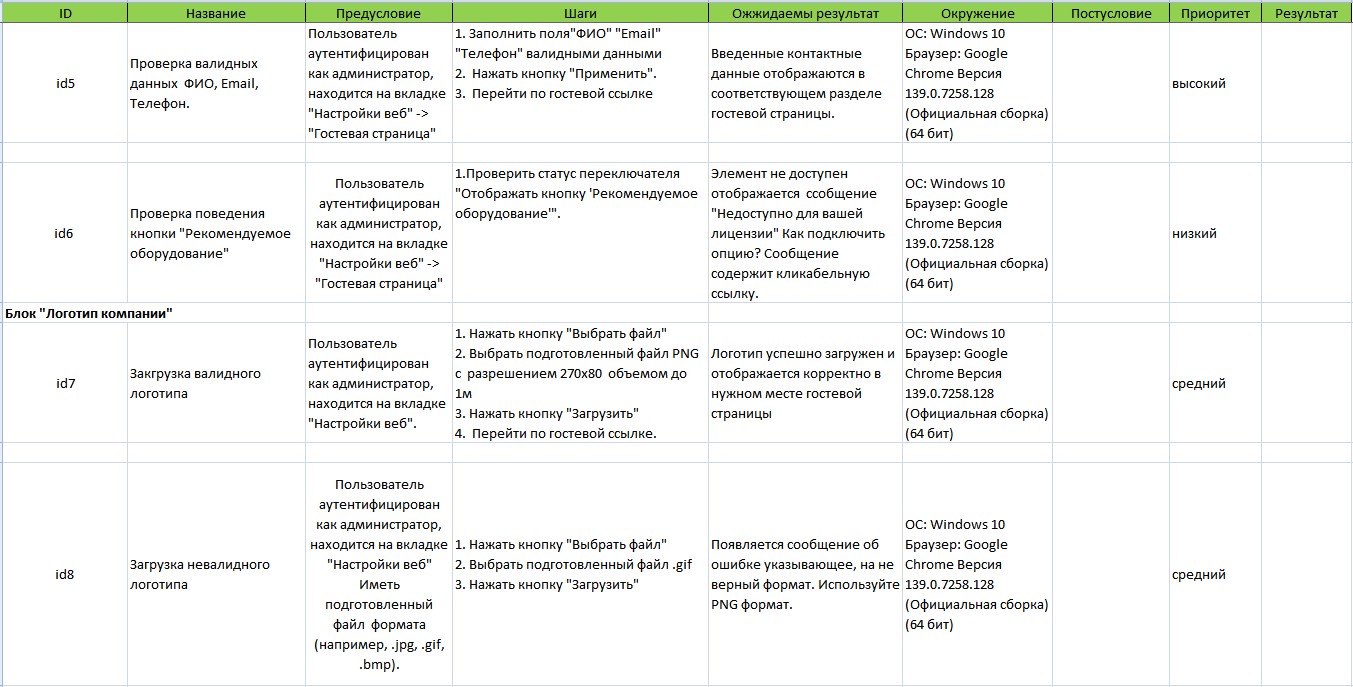 ID Название Предусловие Шаги Ожжидаемы результат Окружение Постусловие Приоритет Результат
id5
Проверка валидных
данных ФИО, Email,
Телефон.
Пользователь
аутентифицирован
как администратор,
находится на вкладке
"Настройки веб" ->
"Гостевая страница"
1. Заполнить поля"ФИО" "Email"
"Телефон" валидными данными
2. Нажать кнопку "Применить".
3. Перейти по гостевой ссылке
Введенные контактные
данные отображаются в
соответствующем разделе
гостевой страницы.
ОС: Windows 10
Браузер: Google
Chrome Версия
139.0.7258.128
(Официальная сборка)
(64 бит)
высокий
id6
Проверка поведения
кнопки "Рекомендуемое
оборудование"
Пользователь
аутентифицирован
как администратор,
находится на вкладке
"Настройки веб" ->
"Гостевая страница"
1.Проверить статус переключателя
"Отображать кнопку 'Рекомендуемое
оборудование'".
Элемент не доступен
отображается ссобщение
"Недоступно для вашей
лицензии" Как подключить
опцию? Сообщение
содержит кликабельную
ссылку.
ОС: Windows 10
Браузер: Google
Chrome Версия
139.0.7258.128
(Официальная сборка)
(64 бит)
низкий
Блок "Логотип компании"
id7
Закгрузка валидного
логотипа
Пользователь
аутентифицирован
как администратор,
находится на вкладке
"Настройки веб".
1. Нажать кнопку "Выбрать файл"
2. Выбрать подготовленный файл PNG
с разрешением 270х80 объемом до
1м
3. Нажать кнопку "Загрузить"
4. Перейти по гостевой ссылке.
Логотип успешно загружен и
отображается корректно в
нужном месте гостевой
страницы
ОС: Windows 10
Браузер: Google
Chrome Версия
139.0.7258.128
(Официальная сборка)
(64 бит)
средний
id8
Загрузка невалидного
логотипа
Пользователь
аутентифицирован
как администратор,
находится на вкладке
"Настройки веб"
Иметь
подготовленный
файл формата
(например, .jpg, .gif,
.bmp).
1. Нажать кнопку "Выбрать файл"
2. Выбрать подготовленный файл .gif
3. Нажать кнопку "Загрузить"
Появляется сообщение об
ошибке указывающее, на не
верный формат. Используйте
PNG формат.
ОС: Windows 10
Браузер: Google
Chrome Версия
139.0.7258.128
(Официальная сборка)
(64 бит)
средний